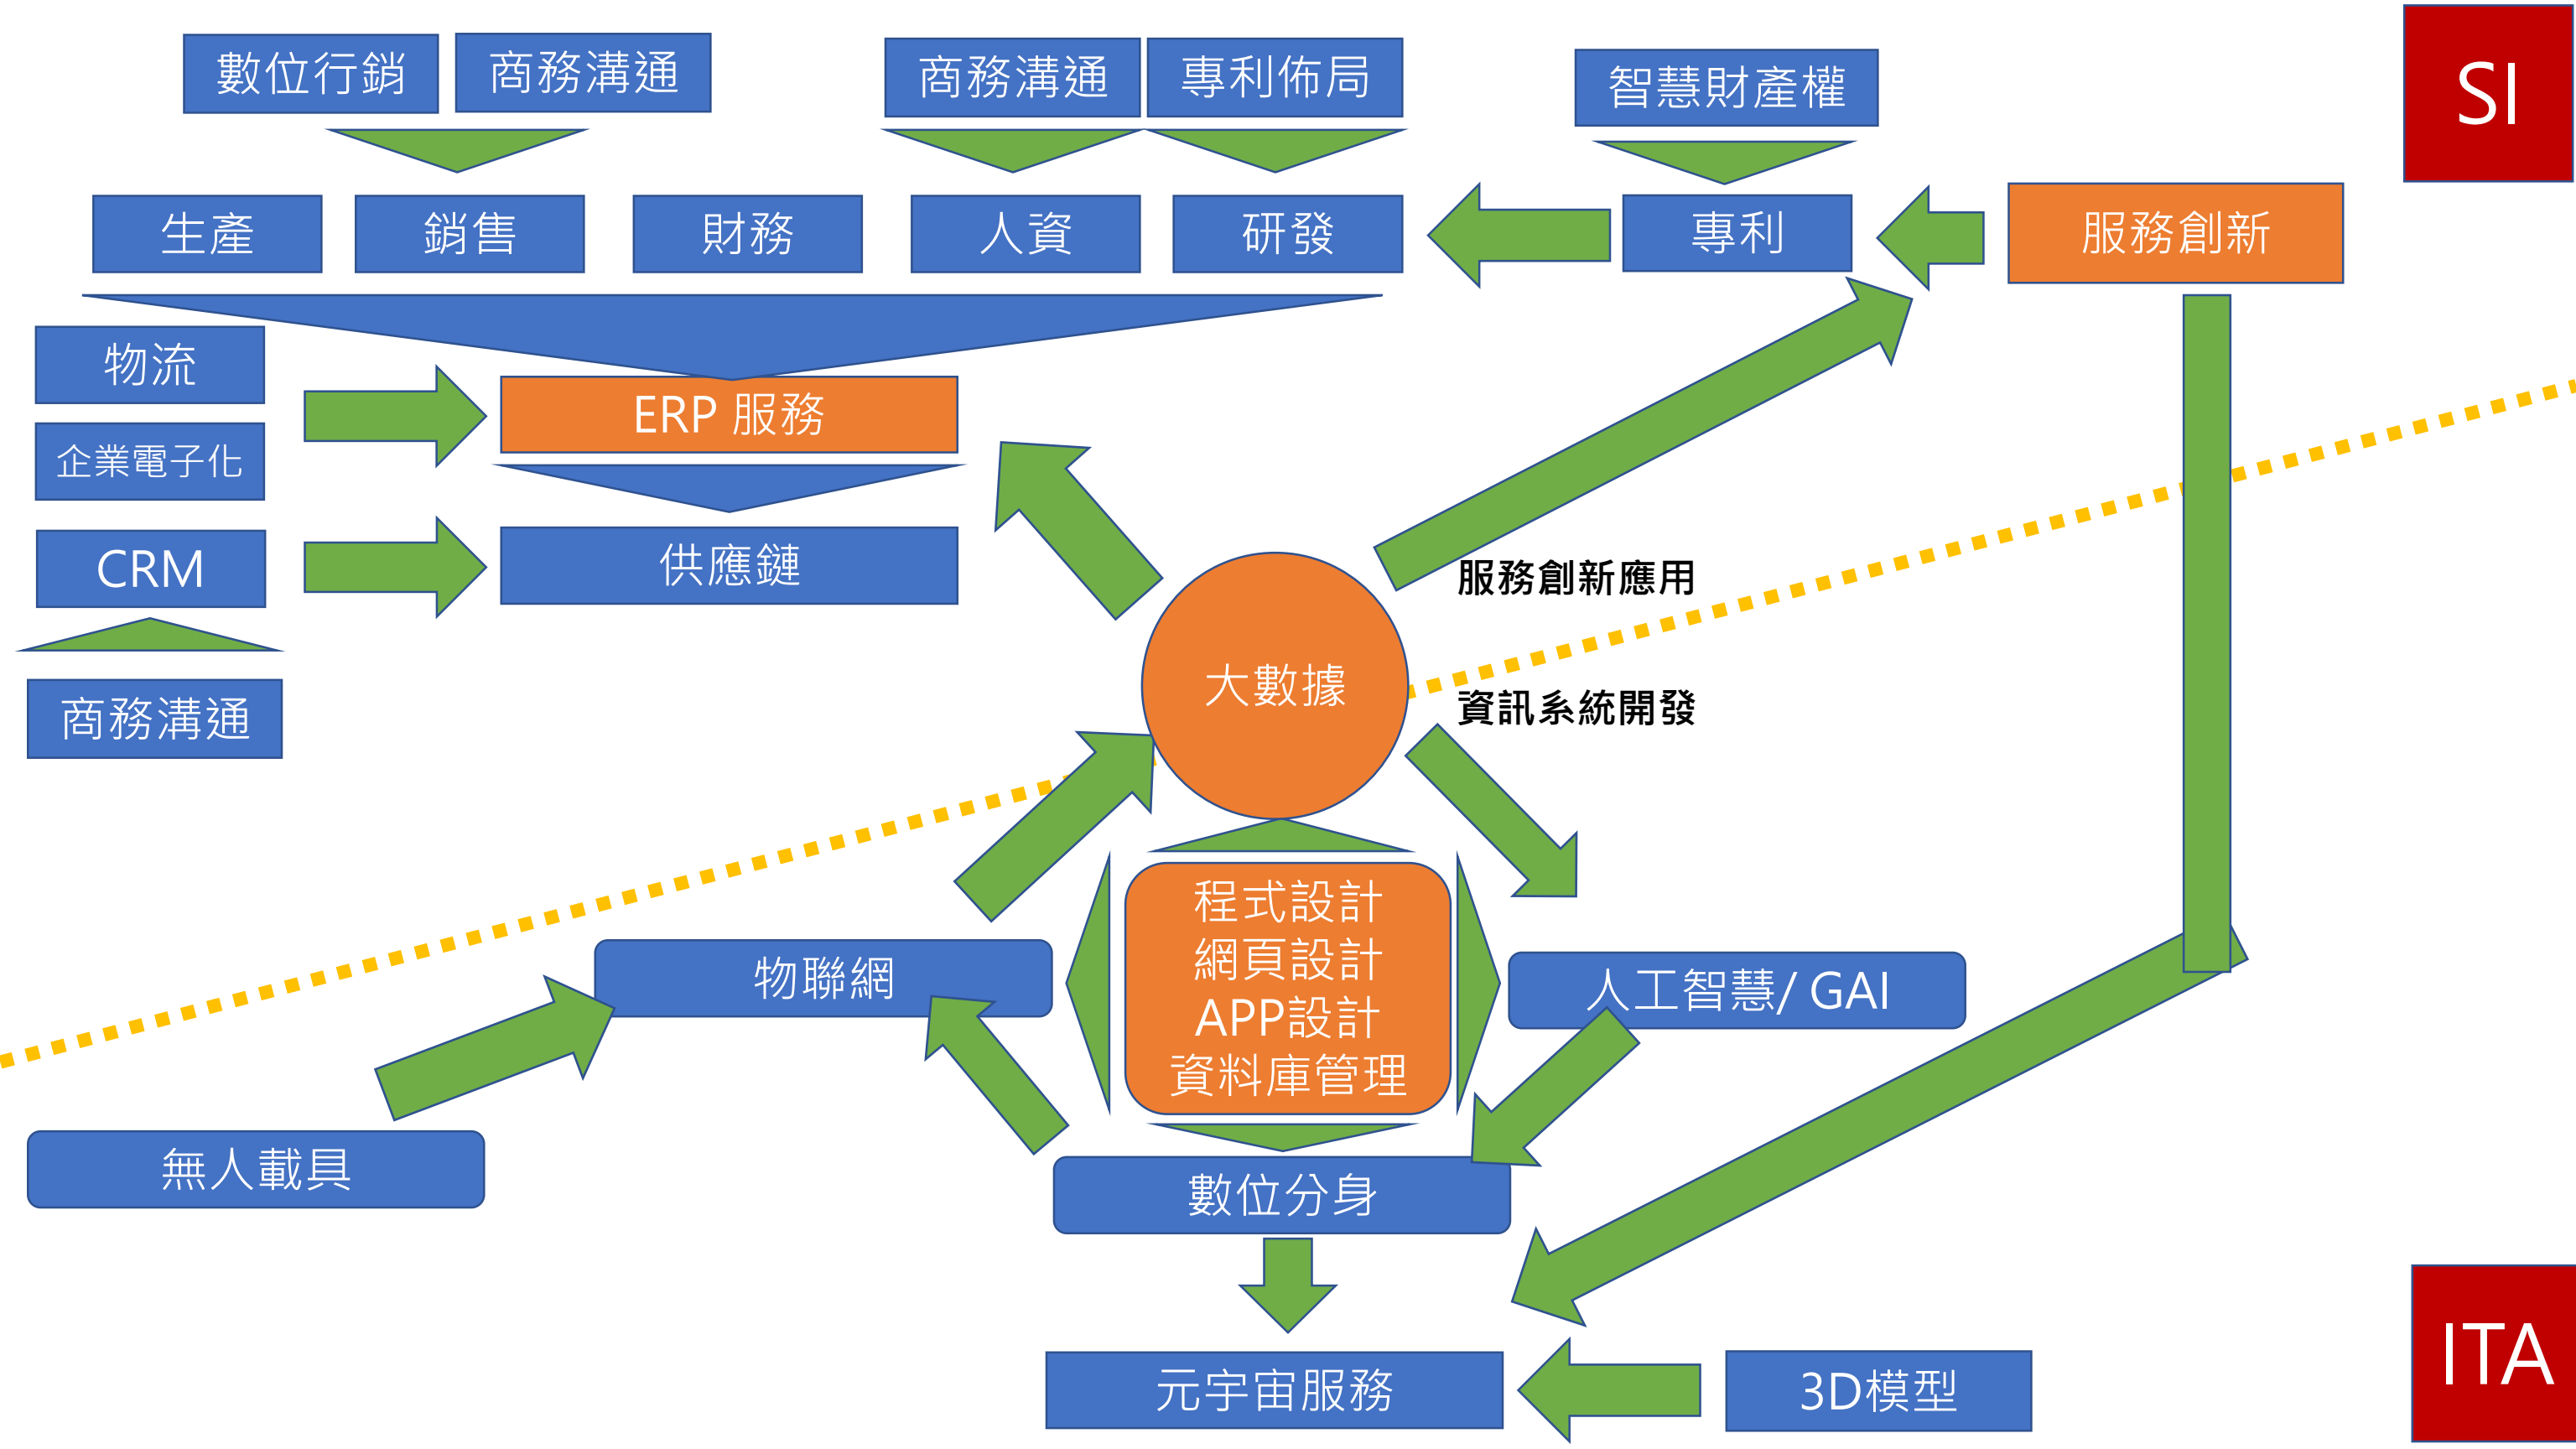 SI
數位行銷
商務溝通
商務溝通
專利佈局
智慧財產權
生產
銷售
財務
人資
研發
專利
服務創新
物流
企業電子化
ERP 服務
CRM
供應鏈
商務溝通
服務創新應用
大數據
資訊系統開發
程式設計
網頁設計
APP設計
資料庫管理
物聯網
人工智慧/ GAI
無人載具
數位分身
元宇宙服務
3D模型
ITA